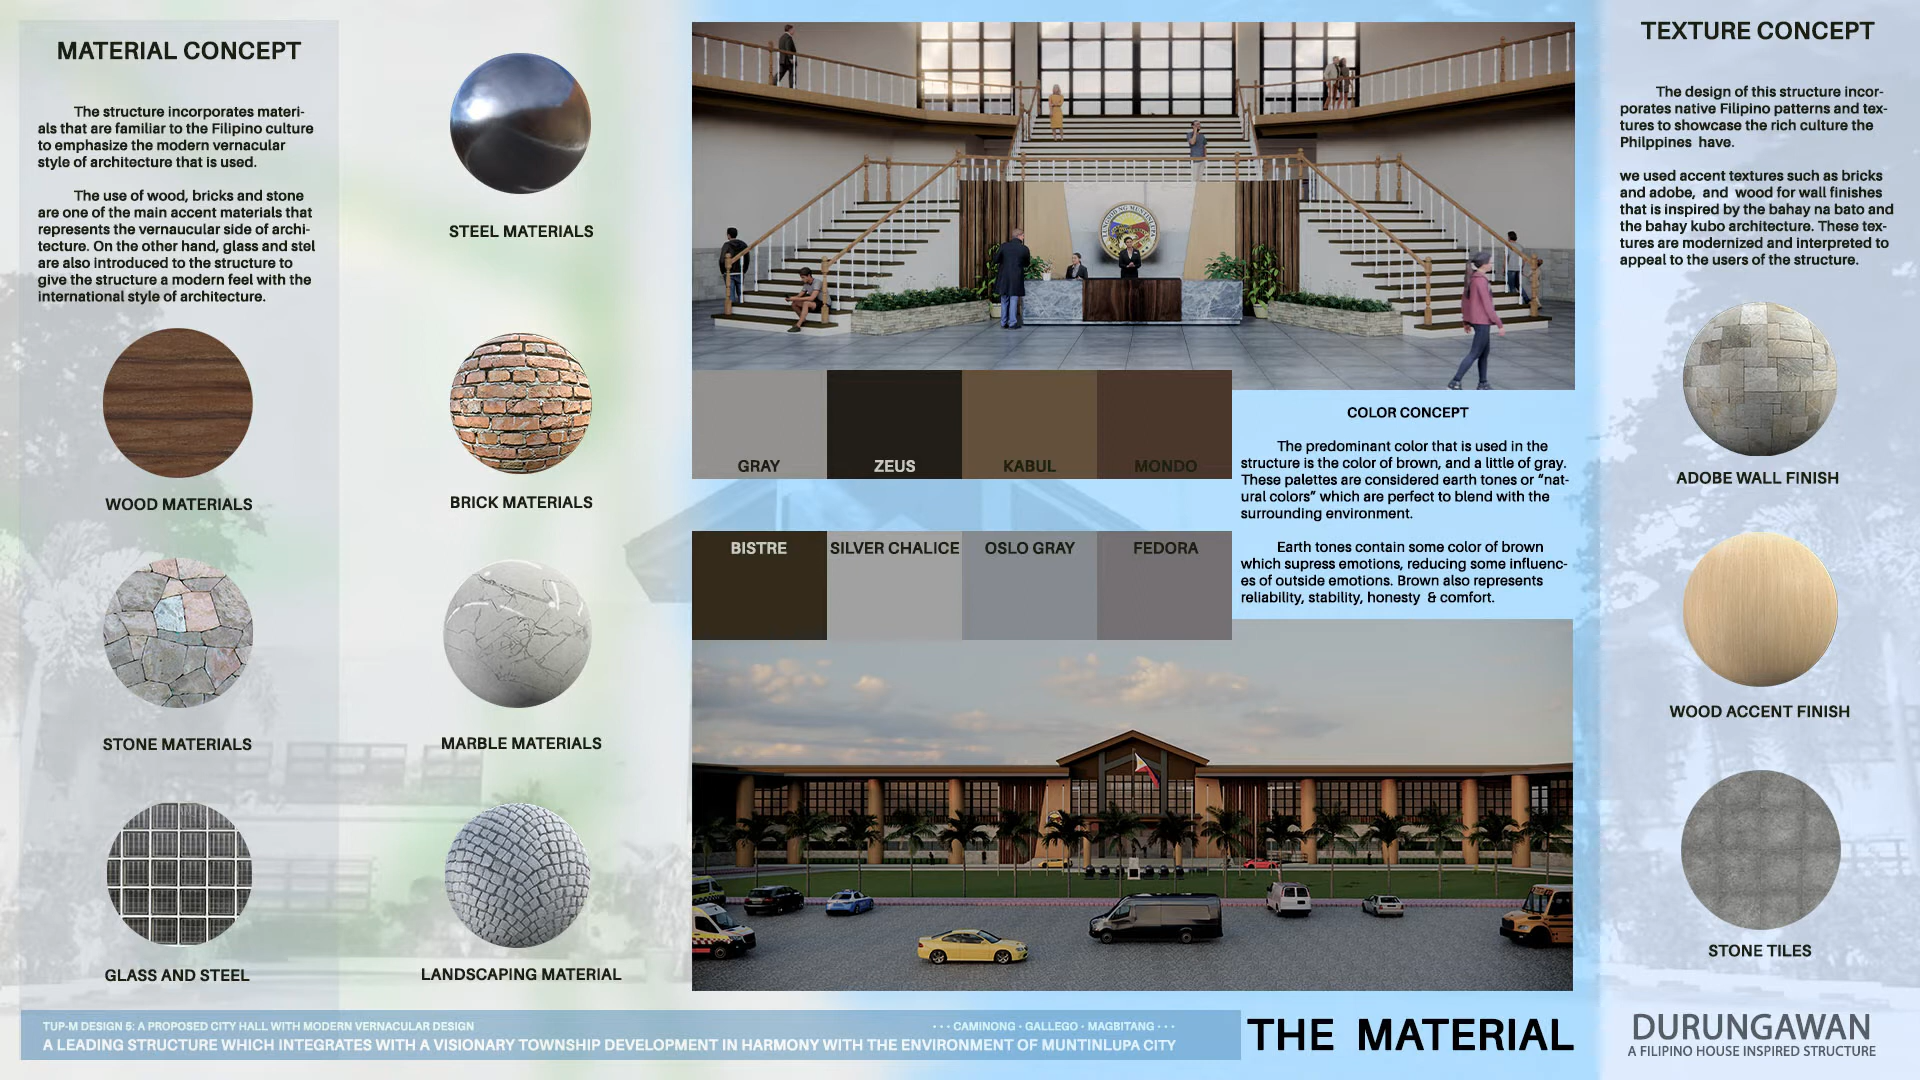 MATERIAL CONCEPT
The structure incorporates materi-
als that are familiar to the Filipino culture
to emphasize the modern vernacular
style of architecture that is used.
The use of wood, bricks and stone
are one of the main accent materials that
represents the vernaucular side of archi-
tecture. On the other hand, glass and stel
are also introduced to the structure to
give the structure a modern feel with the
international style of architecture.
WOOD MATERIALS
STONE MATERIALS
GLASS AND STEEL
STEEL MATERIALS
BRICK MATERIALS
MARBLE MATERIALS
LANDSCAPING MATERIAL
GRAY
ZEUS
KABUL
MONDO
BISTRE
SILVER CHALICE
OSLO GRAY
FEDORA
COLOR CONCEPT
The predominant color that is used in the
structure is the color of brown, and a little of gray.
These palettes are considered earth tones or “nat-
ural colors” which are perfect to blend with the
surrounding environment.
Earth tones contain some color of brown
which supress emotions, reducing some influenc-
es of outside emotions. Brown also represents
reliability, stability, honesty & comfort.
TEXTURE CONCEPT
The design of this structure incor-
porates native Filipino patterns and tex-
tures to showcase the rich culture the
Philppines have.
we used accent textures such as bricks
and adobe, and wood for wall finishes
that is inspired by the bahay na bato and
the bahay kubo architecture. These tex-
tures are modernized and interpreted to
appeal to the users of the structure.
ADOBE WALL FINISH
WOOD ACCENT FINISH
STONE TILES
TUP-M DESIGN 5: A PROPOSED CITY HALL WITH MODERN VERNACULAR DESIGN
• • • CAMINONG • GALLEGO • MAGBITANG • • •
A LEADING STRUCTURE WHICH INTEGRATES WITH A VISIONARY TOWNSHIP DEVELOPMENT IN HARMONY WITH THE ENVIRONMENT OF MUNTINLUPA CITY
THE MATERIAL
DURUNGAWAN
A FILIPINO HOUSE INSPIRED STRUCTURE